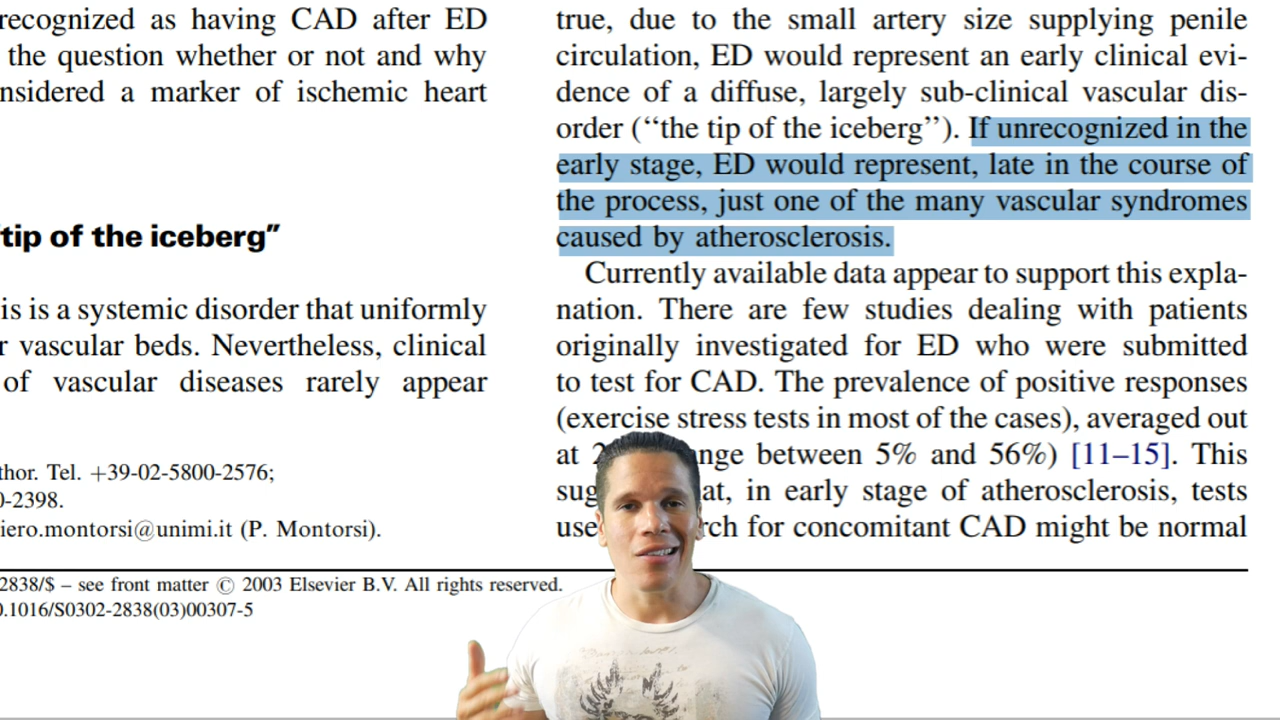 recognized as having CAD after ED
the question whether or not and why
nsidered a marker of ischemic heart
tip of the iceberg”
is is a systemic disorder that uniformly
r vascular beds. Nevertheless, clinical
of vascular diseases rarely appear
thor. Tel. +39-02-5800-2576;
0-2398.
iero.montorsi@unimi.it (P. Montorsi).
2838/$ – see front matter © 2003 Elsevier B.V. All rights reserved.
0.1016/S0302-2838(03)00307-5
true, due to the small artery size supplying penile
circulation, ED would represent an early clinical evi-
dence of a diffuse, largely sub-clinical vascular dis-
order (‘‘the tip of the iceberg’’). If unrecognized in the
early stage, ED would represent, late in the course of
the process, just one of the many vascular syndromes
caused by atherosclerosis.
Currently available data appear to support this expla-
nation. There are few studies dealing with patients
originally investigated for ED who were submitted
to test for CAD. The prevalence of positive responses
(exercise stress tests in most of the cases), averaged out
at between 5% and 56%) [11–15]. This
in early stage of atherosclerosis, tests
for concomitant CAD might be normal